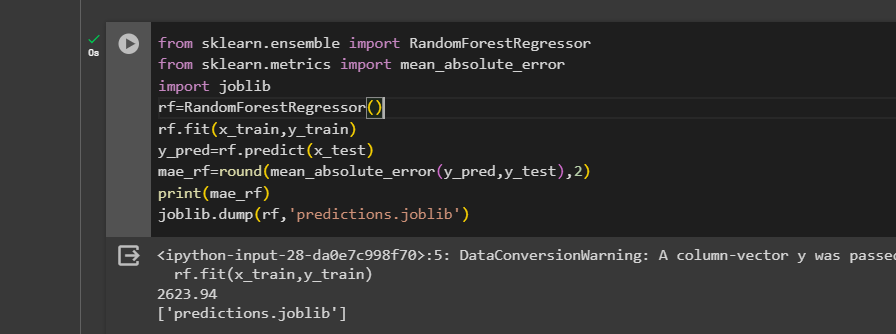 0s
from sklearn.ensemble import RandomForestRegressor
from sklearn.metrics import mean_absolute_error
import joblib
rf=RandomForestRegressor()
rf.fit(x_train,y_train)
y_pred=rf.predict(x_test)
mae_rf=round(mean_absolute_error(y_pred,y_test),2)
print(mae_rf)
joblib.dump(rf,'predictions.joblib')
<ipython-input-28-da0e7c998f70>:5: DataConversionWarning: A column-vector y was passe
rf.fit(x_train,y_train)
2623.94
['predictions.joblib']